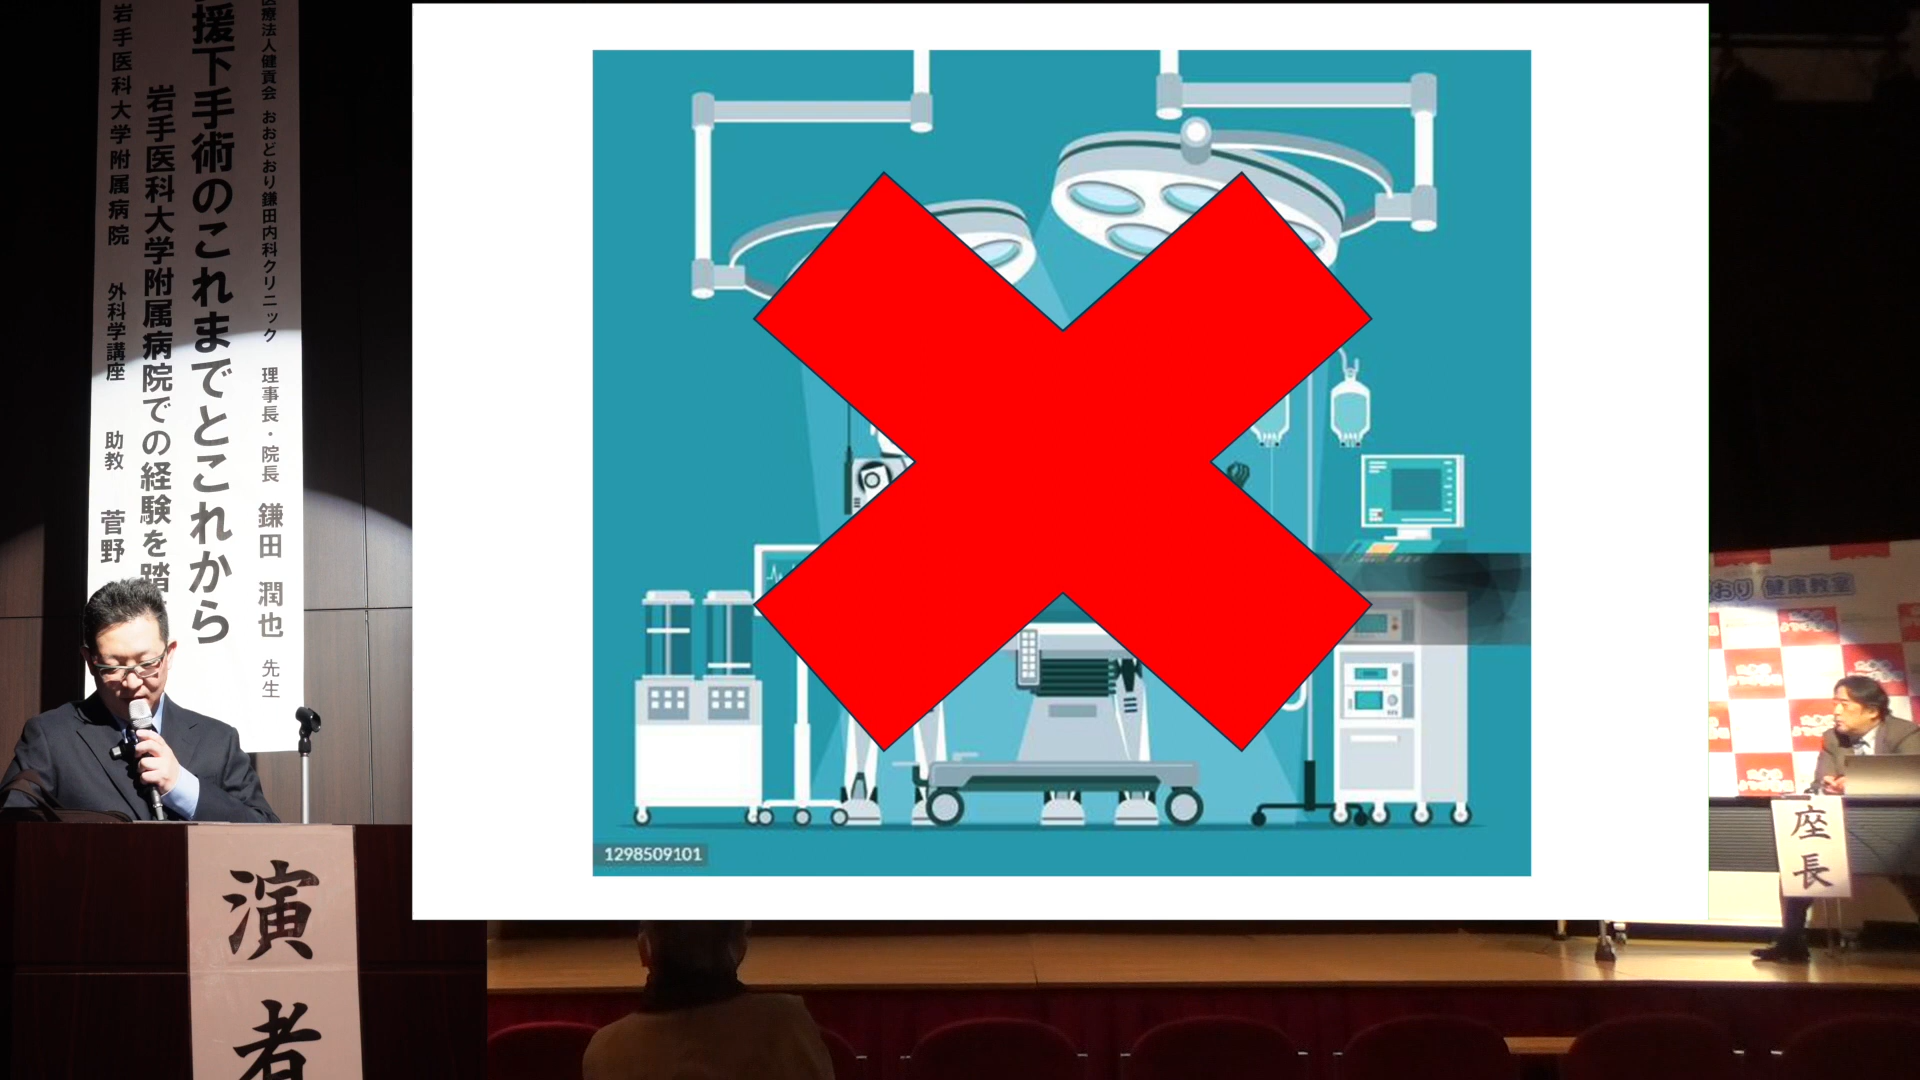 医療法人健貢会 おおどおり鎌田内科クリニック 理事長・院長 鎌田 潤也 先生
援下手術のこれまでとこれから
岩手医科大学附属病院での経験を踏
岩手医科大学附属病院 外科学講座 助教 菅野
演者
1298509101
おり 健康教室
座長